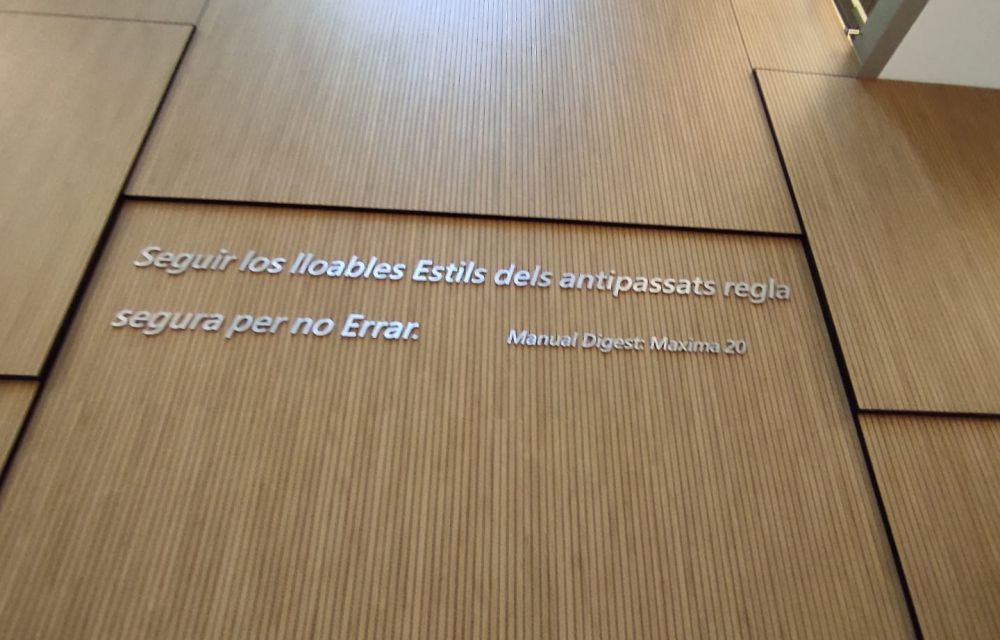 Seguir los lloables Estils dels antipassats regla
segura per no Errar.
Manual Digest: Maxima 20